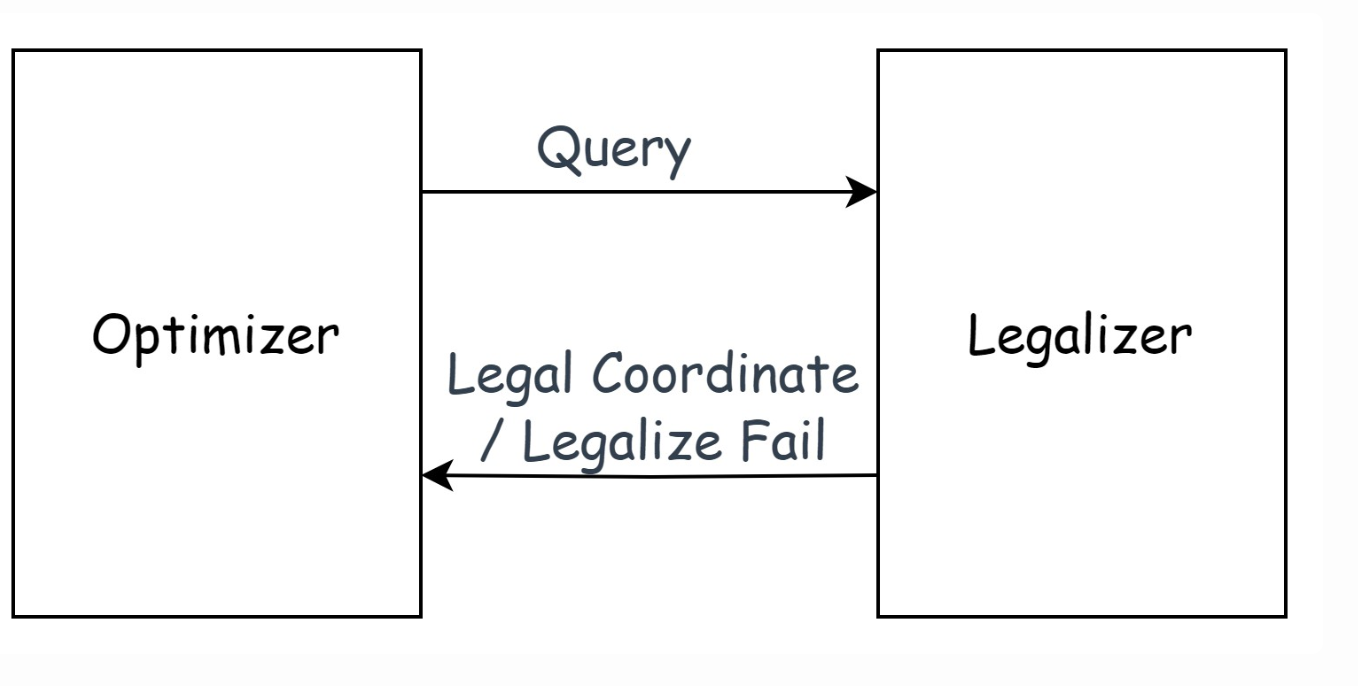 Query
Optimizer
Legal Coordinate
/ Legalize Fail
Legalizer